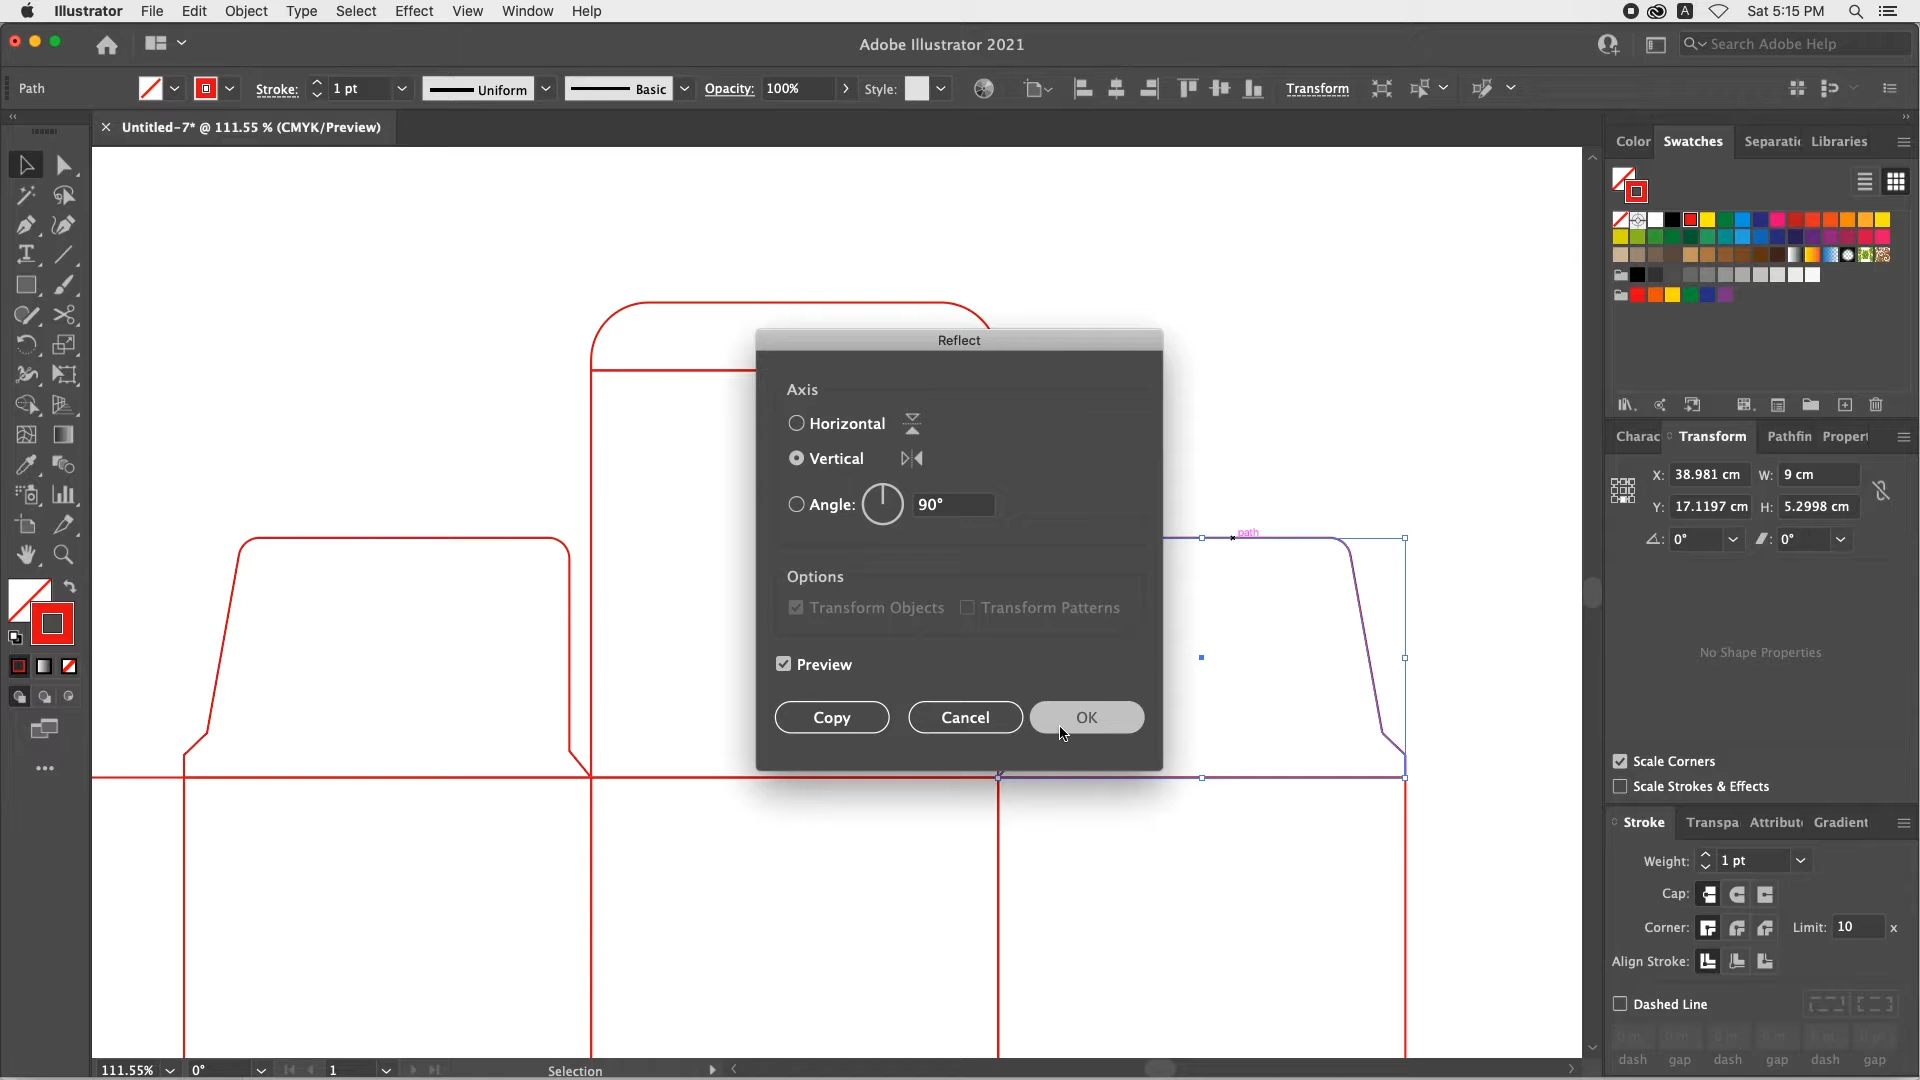 Illustrator File Edit Object Type Select Effect View Window Help
A Sat 5:15 PM
Adobe Illustrator 2021
Search Adobe Help
Path
Stroke: 1 pt Uniform Basic Opacity: 100% Style: Transform
× Untitled-7* @ 111.55 % (CMYK/Preview)
Color Swatches Separatic Libraries
Reflect
Axis
Horizontal
Vertical
Angle: 90°
Options
Transform Objects Transform Patterns
Preview
Copy Cancel OK
path
Charac Transform Pathfin Propert
X: 38.981 cm W: 9 cm
Y: 17.1197 cm H: 5.2998 cm
0° 0°
No Shape Properties
Scale Corners
Scale Strokes & Effects
Stroke Transpa Attribut Gradient
Weight: 1 pt
Cap:
Corner: Limit: 10 x
Align Stroke:
Dashed Line
dash gap dash gap dash gap
111.55% 0° 1 Selection